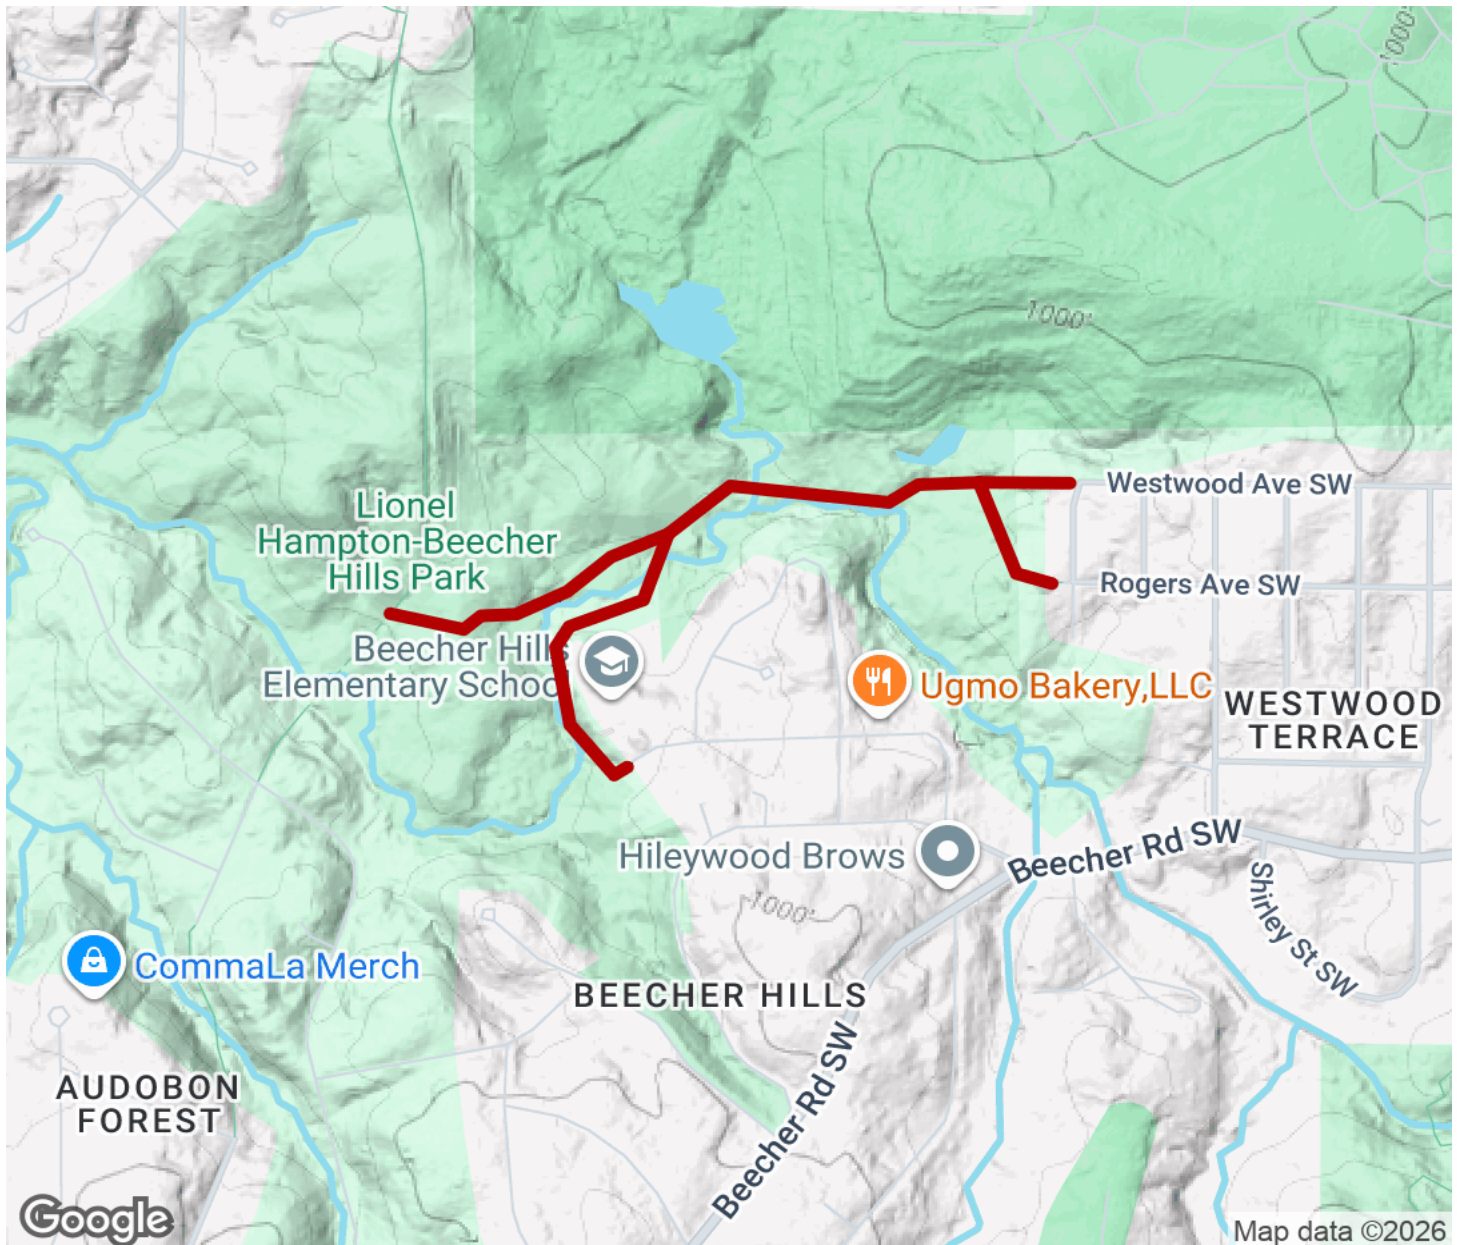 1000'
1000'
Lionel
Hampton-Beecher
Hills Park
Westwood Ave SW
Rogers Ave SW
Beecher Hills
Elementary School
Ugmo Bakery,LLC
WESTWOOD
TERRACE
Beecher Rd SW
Hileywood Brows
Shirley St SW
1000'
CommaLa Merch
BEECHER HILLS
Beecher Rd SW
AUDOBON
FOREST
Google
Map data ©2026